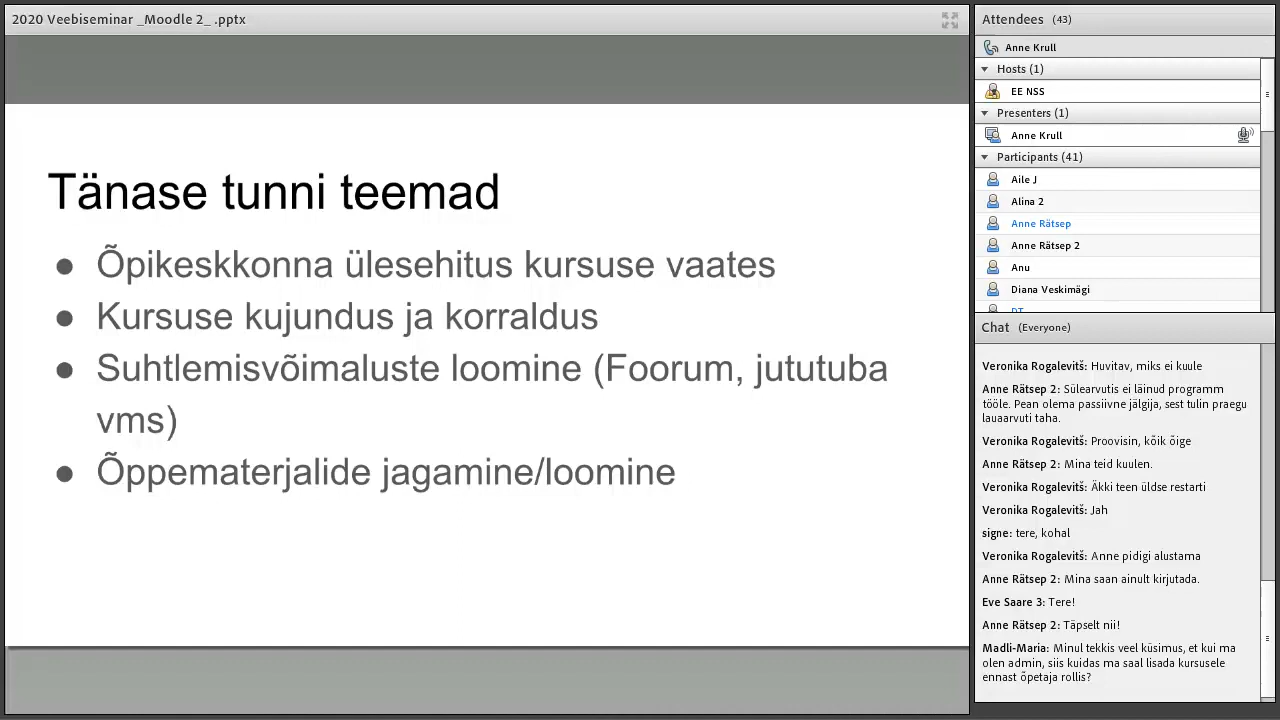 2020 Veebiseminar _Moodle 2_ .pptx
Tänase tunni teemad
● Õpikeskkonna ülesehitus kursuse vaates
● Kursuse kujundus ja korraldus
● Suhtlemisvõimaluste loomine (Foorum, jututuba
vms)
● Õppematerjalide jagamine/loomine
Attendees (43)
Anne Krull
Hosts (1)
EE NSS
Presenters (1)
Anne Krull
Participants (41)
Aile J
Alina 2
Anne Rätsep
Anne Rätsep 2
Anu
Diana Veskimägi
Chat (Everyone)
Veronika Rogalevitš: Huvitav, miks ei kuule
Anne Rätsep 2: Sülearvutis ei läinud programm
tööle. Pean olema passiivne jälgija, sest tulin praegu
lauaarvuti taha.
Veronika Rogalevitš: Proovisin, kõik õige
Anne Rätsep 2: Mina teid kuulen.
Veronika Rogalevitš: Äkki teen üldse restarti
Veronika Rogalevitš: Jah
signe: tere, kohal
Veronika Rogalevitš: Anne pidigi alustama
Anne Rätsep 2: Mina saan ainult kirjutada.
Eve Saare 3: Tere!
Anne Rätsep 2: Täpselt nii!
Madli-Maria: Minul tekkis veel küsimus, et kui ma
olen admin, siis kuidas ma saal lisada kursusele
ennast õpetaja rollis?